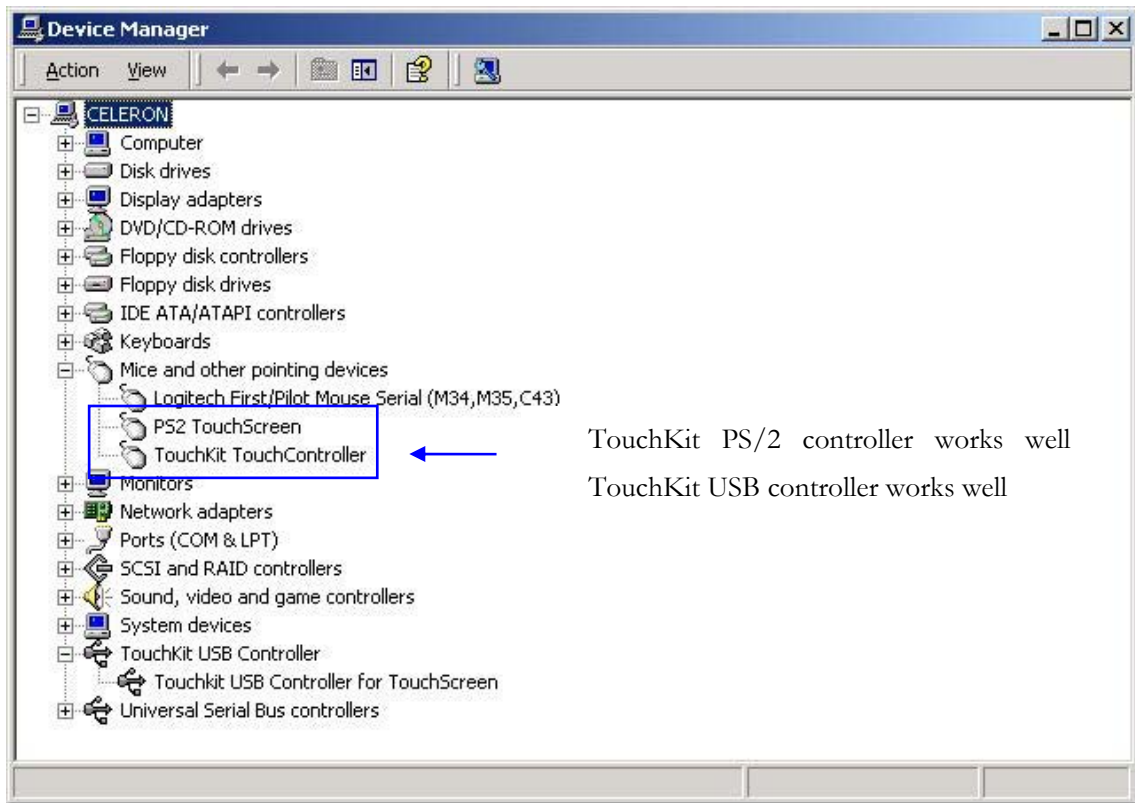 Device Manager
Action View
CELERON
Computer
Disk drives
Display adapters
DVD/CD-ROM drives
Floppy disk controllers
Floppy disk drives
IDE ATA/ATAPI controllers
Keyboards
Mice and other pointing devices
Logitech First/Pilot Mouse Serial (M34,M35,C43)
PS2 TouchScreen
TouchKit TouchController
TouchKit PS/2 controller works well
TouchKit USB controller works well
Monitors
Network adapters
Ports (COM & LPT)
SCSI and RAID controllers
Sound, video and game controllers
System devices
TouchKit USB Controller
Touchkit USB Controller for TouchScreen
Universal Serial Bus controllers